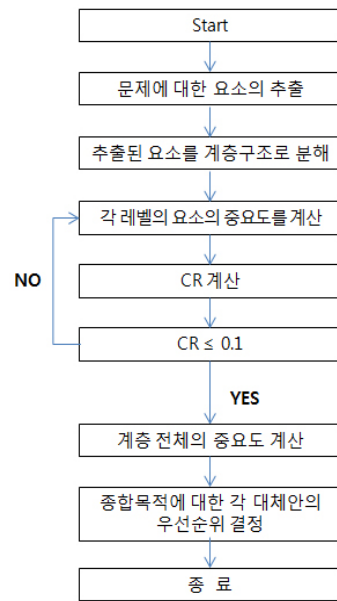 Start
문제에 대한 요소의 추출
추출된 요소를 계층구조로 분해
각 레벨의 요소의 중요도를 계산
NO
CR 계산
CR ≤ 0.1
YES
계층 전체의 중요도 계산
종합목적에 대한 각 대체안의
우선순위 결정
종 료